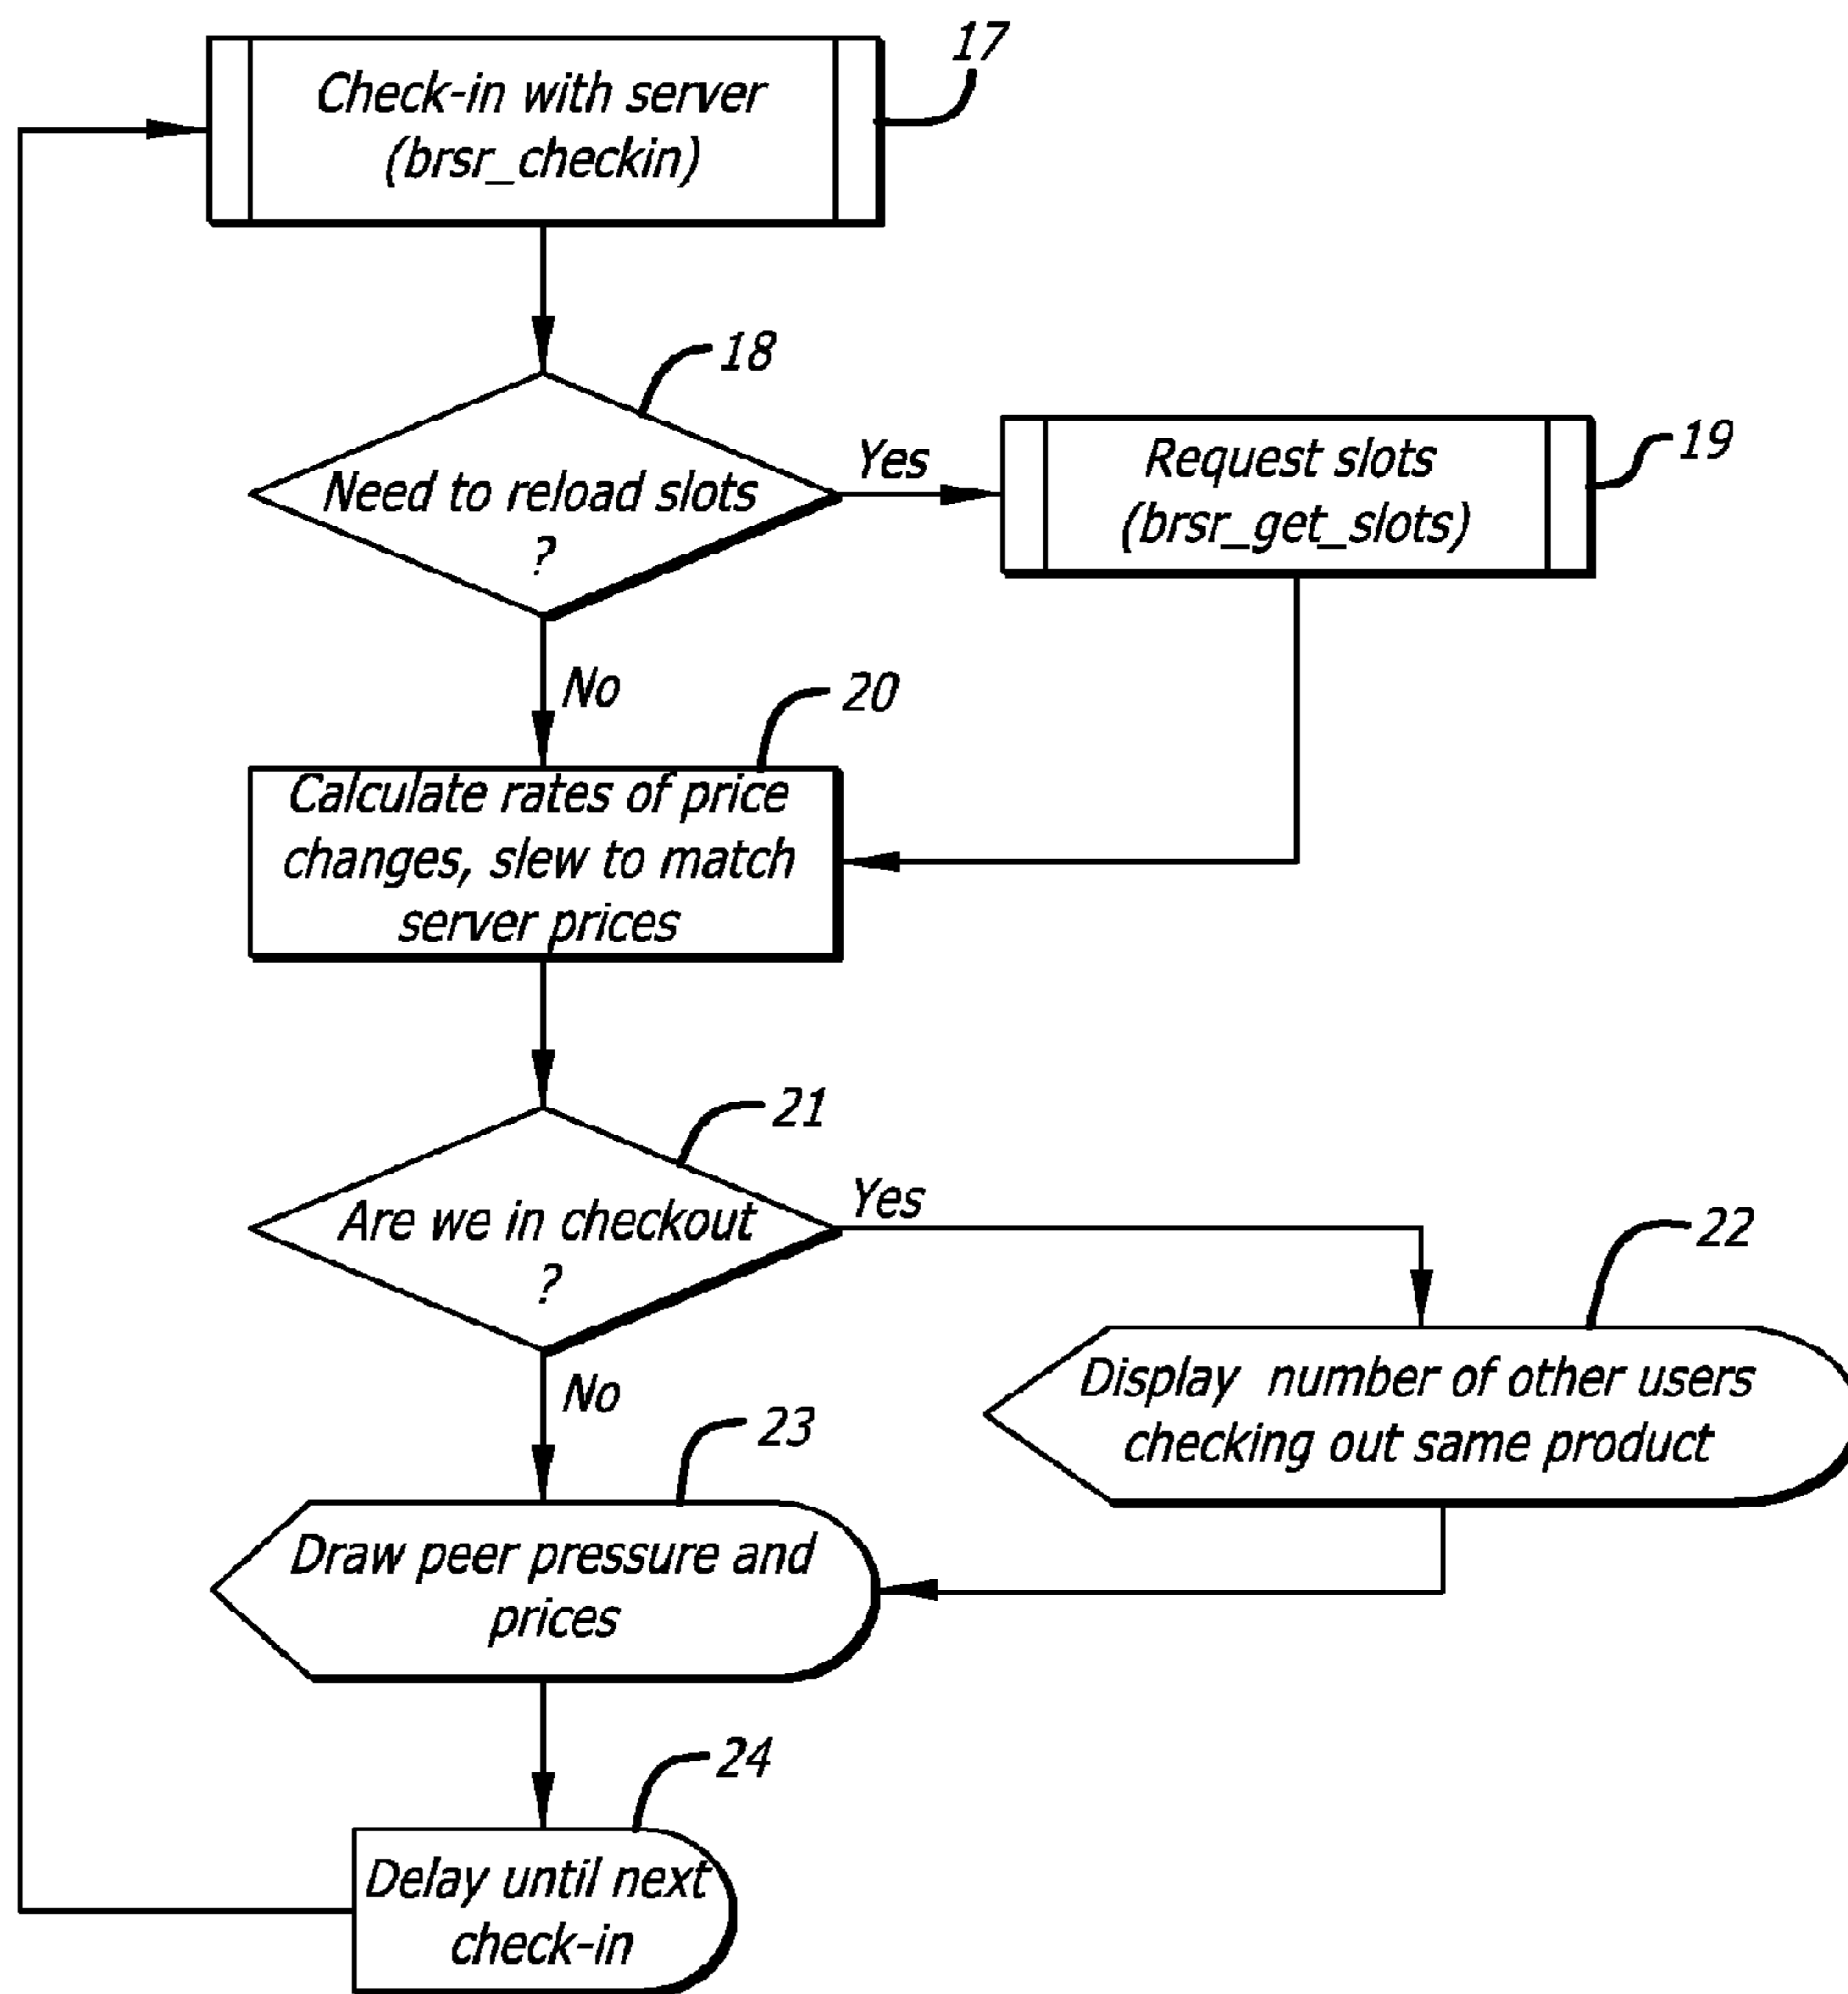 17
Check-in with server
(brsr_checkin)
18
Need to reload slots
?
Yes
19
Request slots
(brsr_get_slots)
No
20
Calculate rates of price
changes, slew to match
server prices
21
Are we in checkout
?
Yes
22
Display number of other users
checking out same product
No
23
Draw peer pressure and
prices
24
Delay until next
check-in